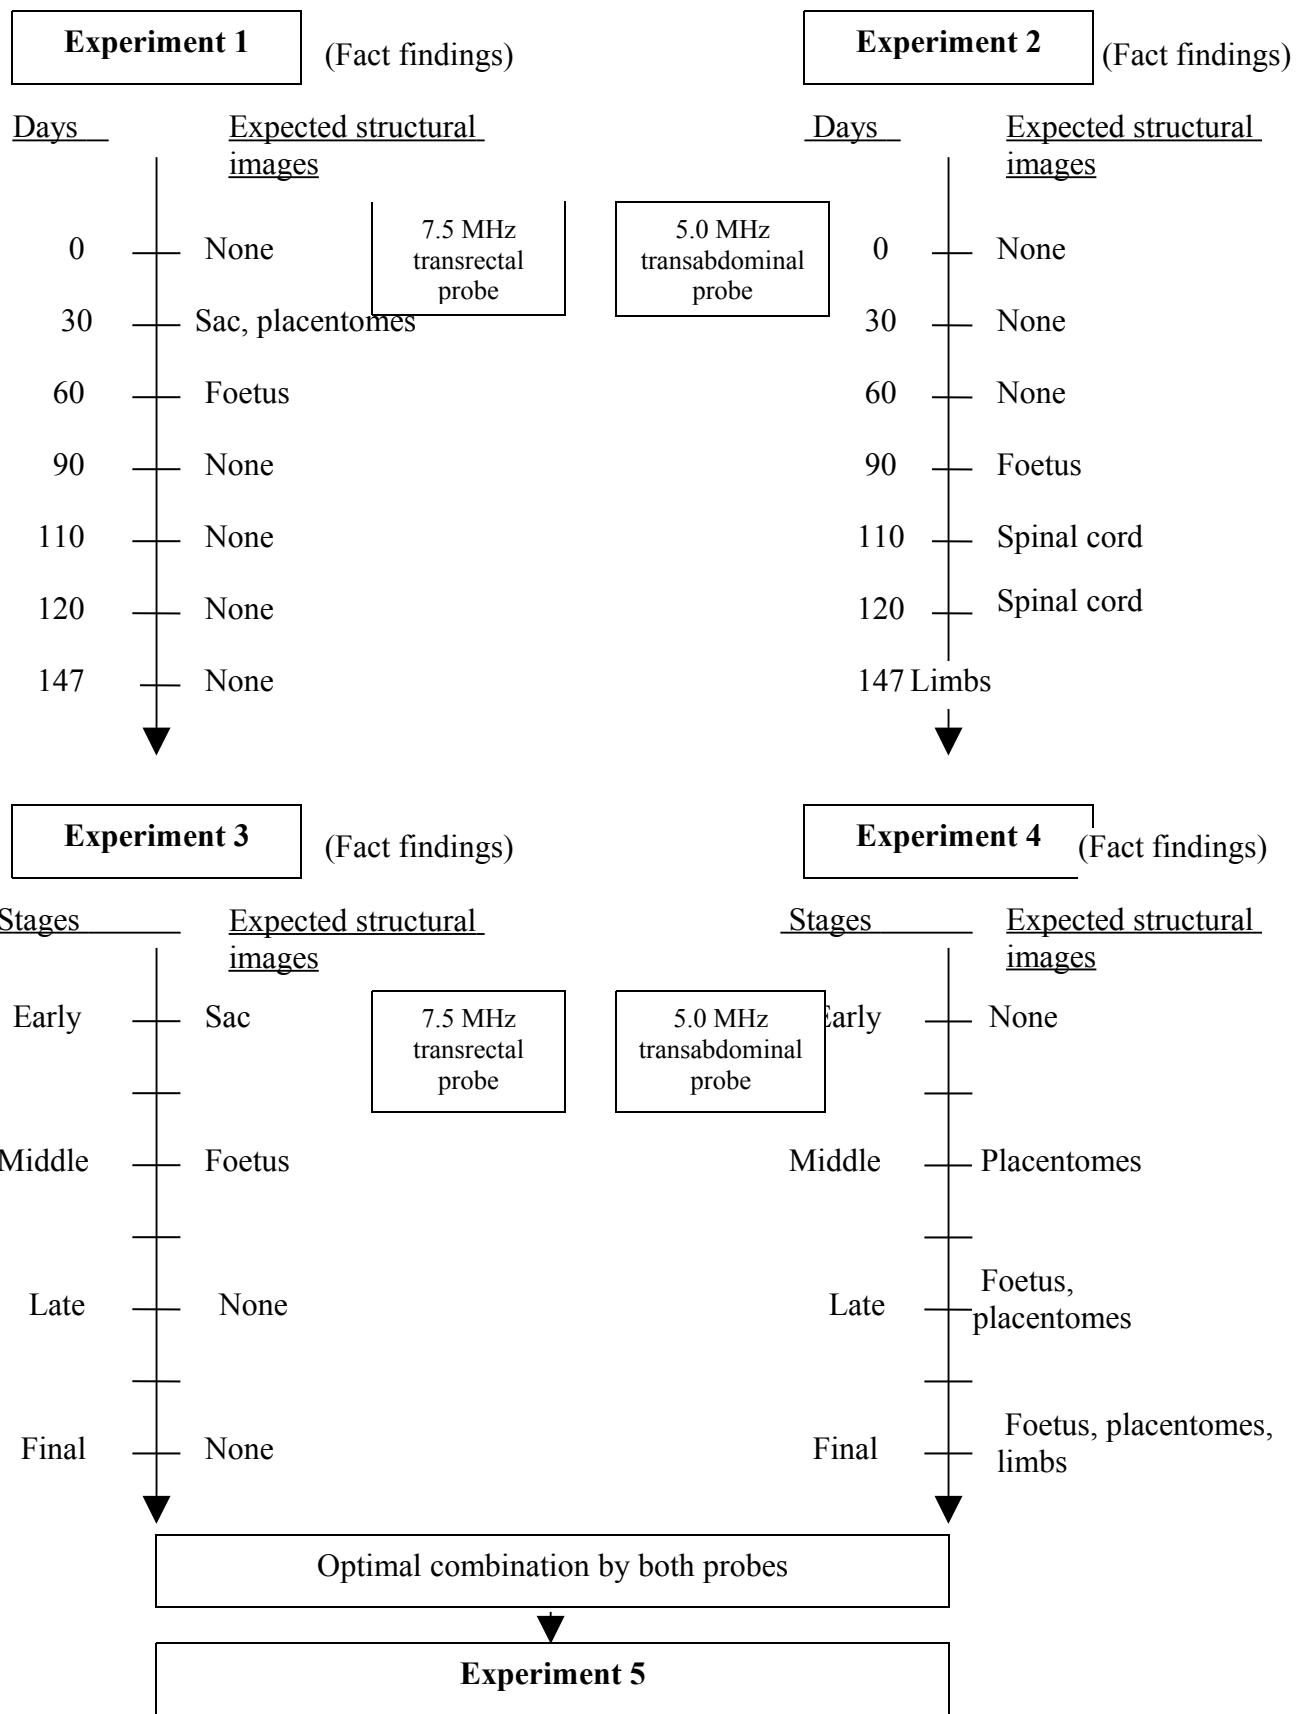 Experiment 1
(Fact findings)
Experiment 2
(Fact findings)
Days
Expected structural
images
Days
Expected structural
images
7.5 MHz
transrectal
probe
5.0 MHz
transabdominal
probe
0
None
0
None
30
Sac, placentomes
30
None
60
Foetus
60
None
90
None
90
Foetus
110
None
110
Spinal cord
120
None
120
Spinal cord
147
None
147 Limbs
Experiment 3
(Fact findings)
Experiment 4
(Fact findings)
Stages
Expected structural
images
Stages
Expected structural
images
Early
Sac
7.5 MHz
transrectal
probe
5.0 MHz
transabdominal
probe
Early
None
Middle
Foetus
Middle
Placentomes
Late
None
Late
Foetus,
placentomes
Final
None
Final
Foetus, placentomes,
limbs
Optimal combination by both probes
Experiment 5